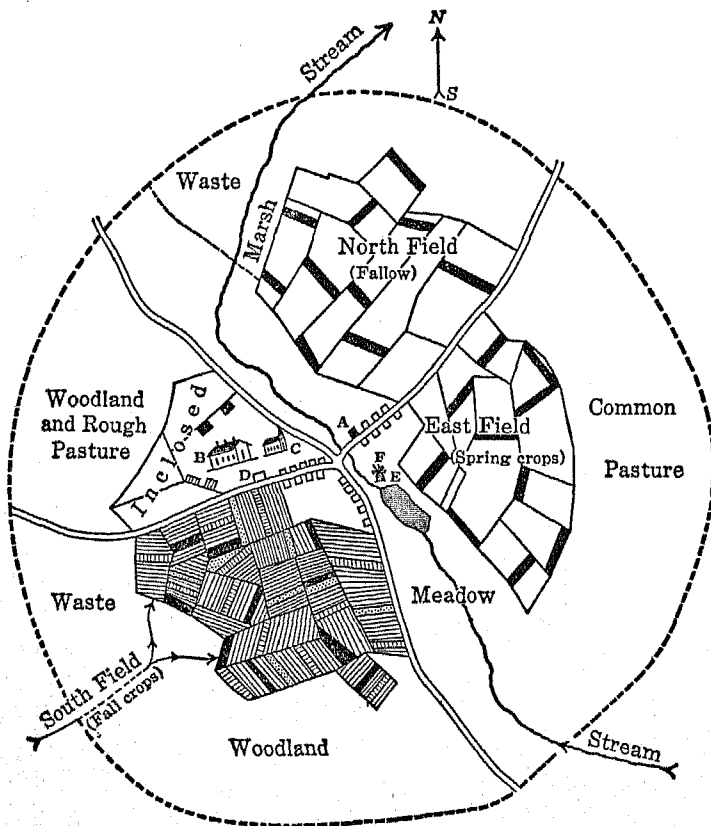 N
S
Stream
Waste
Marsh
North Field
(Fallow)
Woodland
and Rough
Pasture
Inclosed
A
B
C
D
East Field
(Spring crops)
F
E
Common
Pasture
Meadow
Waste
South Field
(Fall crops)
Woodland
Stream